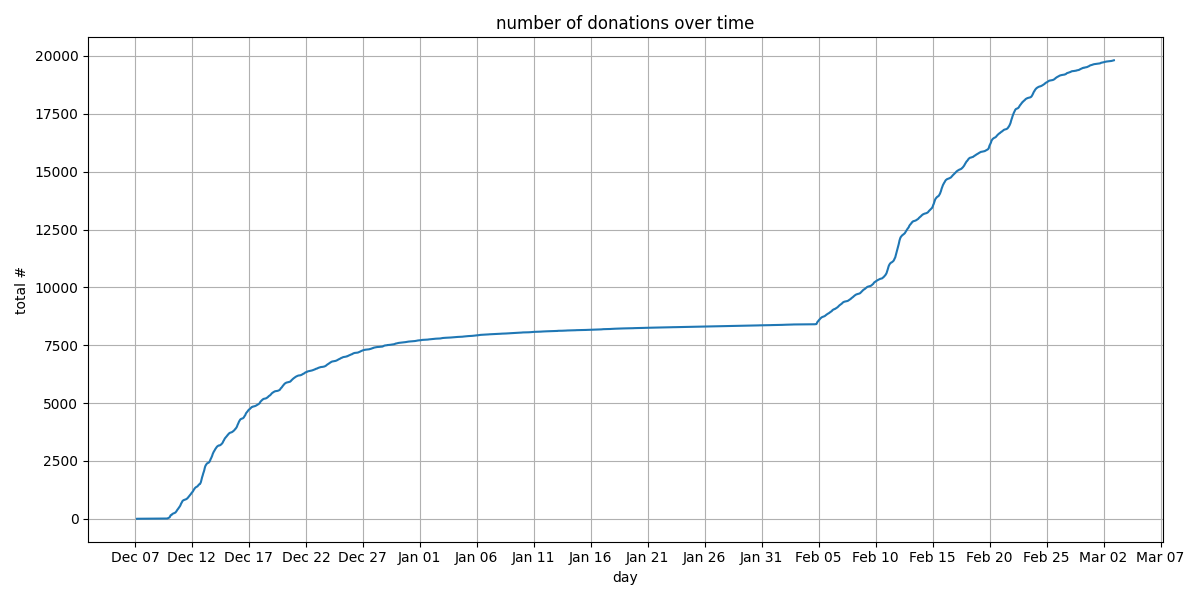 number of donations over time
total #
20000
17500
15000
12500
10000
7500
5000
2500
0
Dec 07 Dec 12 Dec 17 Dec 22 Dec 27 Jan 01 Jan 06 Jan 11 Jan 16 Jan 21 Jan 26 Jan 31 Feb 05 Feb 10 Feb 15 Feb 20 Feb 25 Mar 02 Mar 07
day